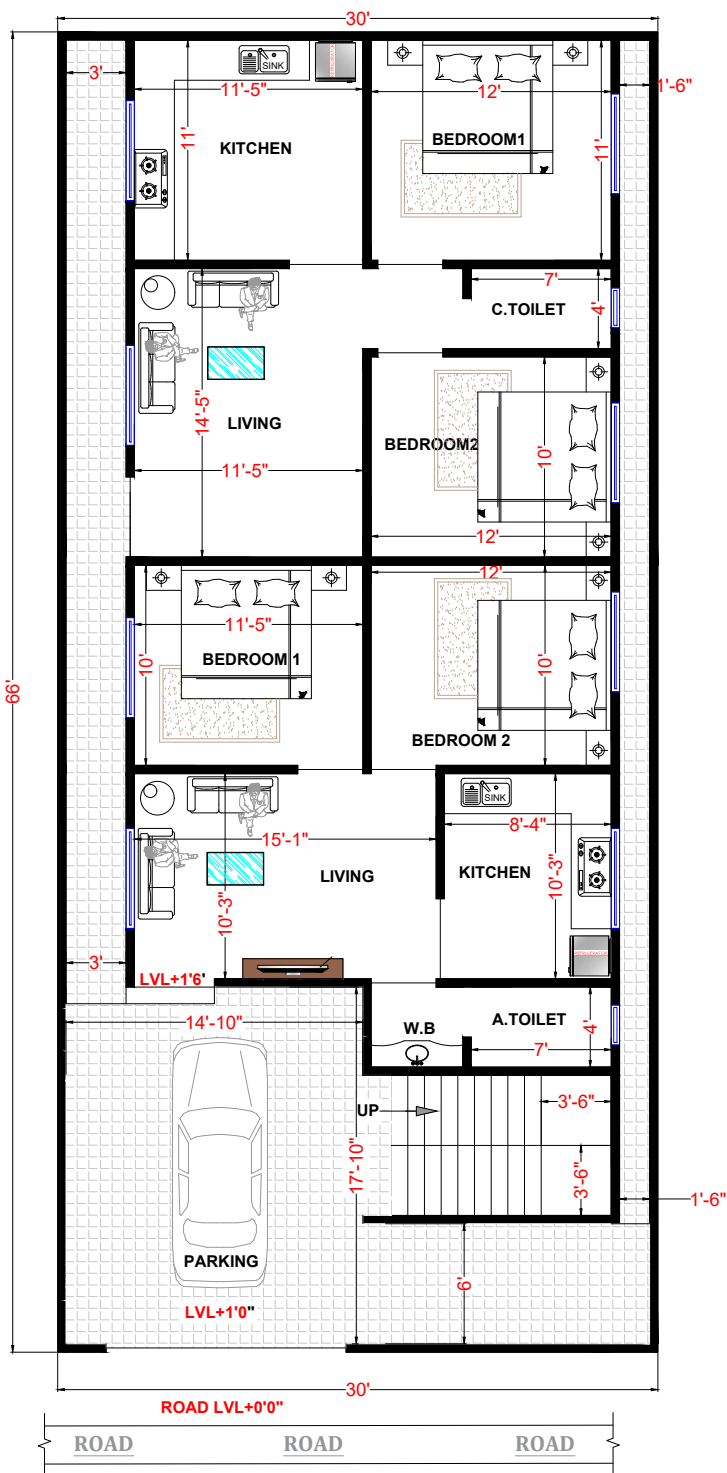 30'
3'
11'-5"
SINK
12'
1'-6"
11'
KITCHEN
BEDROOM1
11'
7'
C.TOILET
4'
14'-5"
LIVING
11'-5"
BEDROOM2
10'
12'
12'
11'-5"
10'
BEDROOM 1
10'
BEDROOM 2
66'
15'-1"
SINK
8'-4"
LIVING
KITCHEN
10'-3"
10'-3"
3'
LVL+1'6'
14'-10"
W.B
A.TOILET
4'
7'
UP
3'-6"
17'-10"
3'-6"
1'-6"
PARKING
6'
LVL+1'0"
30'
ROAD LVL+0'0"
ROAD ROAD ROAD